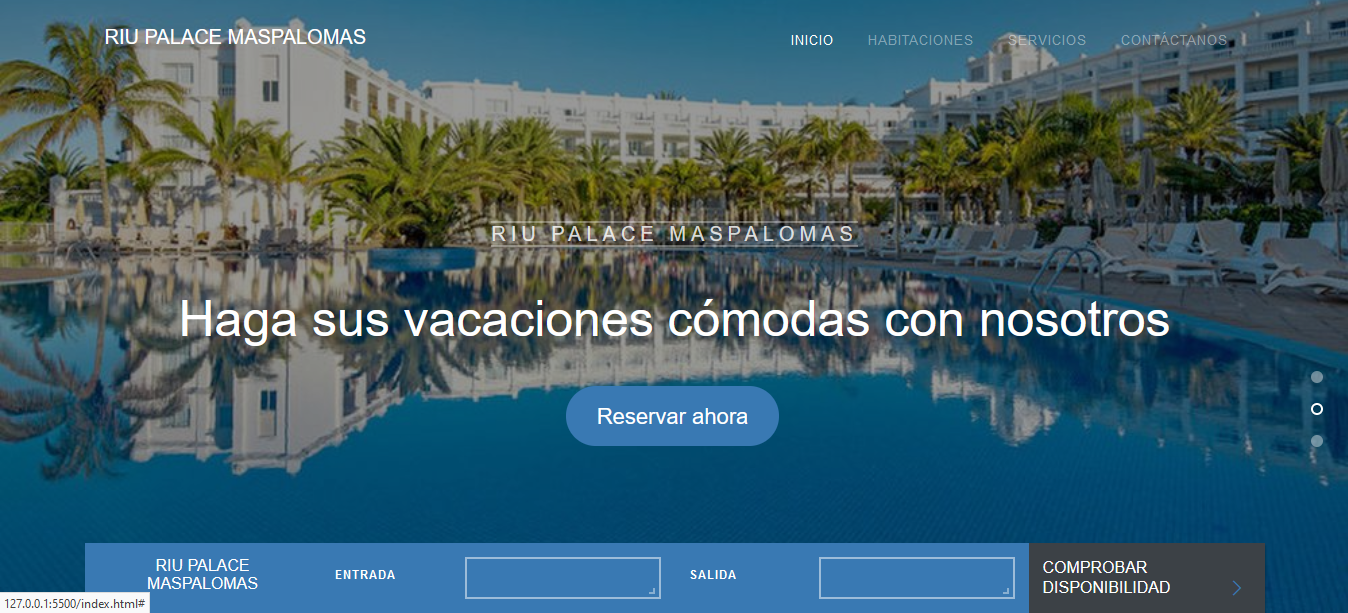 RIU PALACE MASPALOMAS
INICIO HABITACIONES SERVICIOS CONTÁCTANOS
RIU PALACE MASPALOMAS
Haga sus vacaciones cómodas con nosotros
Reservar ahora
RIU PALACE
MASPALOMAS
ENTRADA
SALIDA
COMPROBAR
DISPONIBILIDAD
127.0.0.1:5500/index.html#